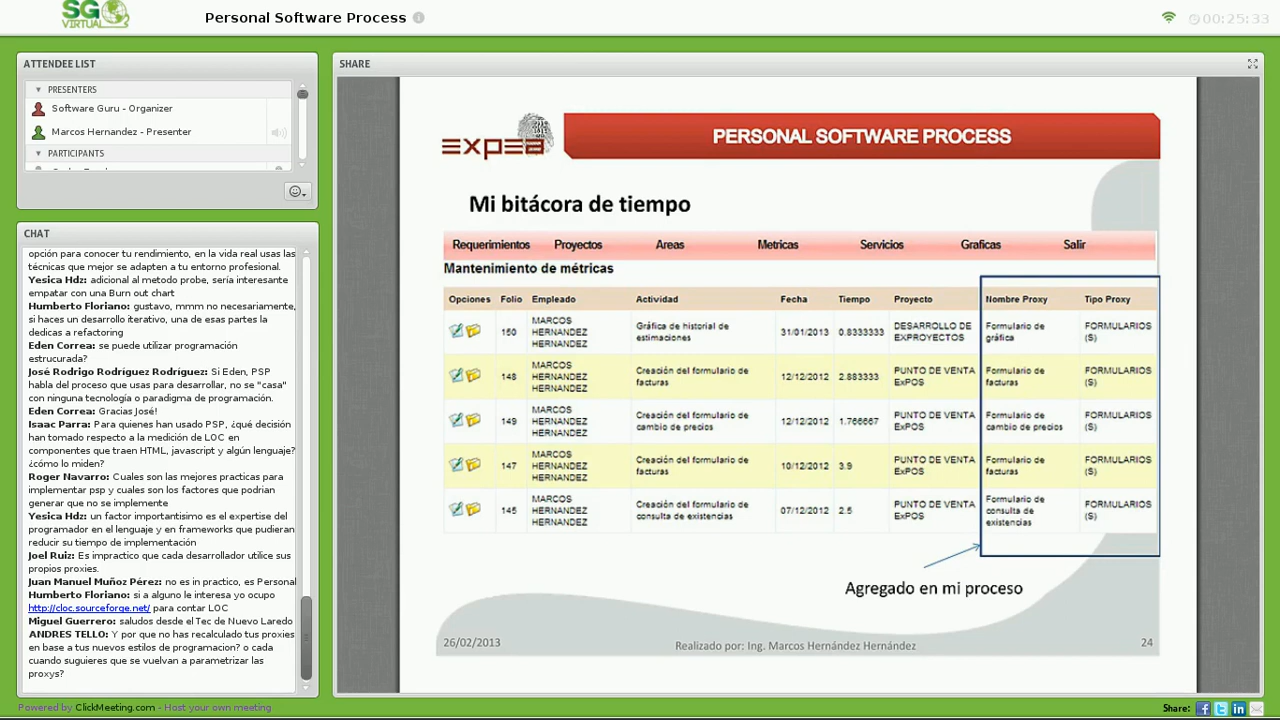 SG
VIRTUAL
Personal Software Process
00:25:33
ATTENDEE LIST
PRESENTERS
Software Guru - Organizer
Marcos Hernandez - Presenter
PARTICIPANTS
CHAT
opción para conocer tu rendimiento, en la vida real usas las
técnicas que mejor se adapten a tu entorno profesional.
Yesica Hdz: adicional al metodo probe, sería interesante
empatar con una Burn out chart
Humberto Floriano: gustavo, mmm no necesariamente,
si haces un desarrollo iterativo, una de esas partes la
dedicas a refactoring
Eden Correa: se puede utilizar programación
estrucurada?
José Rodrigo Rodríguez Rodríguez: Si Eden, PSP
habla del proceso que usas para desarrollar, no se "casa"
con ninguna tecnología o paradigma de programación.
Eden Correa: Gracias José!
Isaac Parra: Para quienes han usado PSP, ¿qué decisión
han tomado respecto a la medición de LOC en
componentes que traen HTML, javascript y algún lenguaje?
¿cómo lo miden?
Roger Navarro: Cuales son las mejores practicas para
implementar psp y cuales son los factores que podrian
generar que no se implemente
Yesica Hdz: un factor importantisimo es el expertise del
programador en el lenguaje y en frameworks que pudieran
reducir su tiempo de implementación
Joel Ruiz: Es impractico que cada desarrollador utilice sus
propios proxies.
Juan Manuel Muñoz Pérez: no es in practico, es Personal
Humberto Floriano: si a alguno le interesa yo ocupo
http://cloc.sourceforge.net/ para contar LOC
Miguel Guerrero: saludos desde el Tec de Nuevo Laredo
ANDRES TELLO: Y por que no has recalculado tus proxies
en base a tus nuevos estilos de programacion? o cada
cuando suguieres que se vuelvan a parametrizar las
proxys?
SHARE
EXPEA
PERSONAL SOFTWARE PROCESS
Mi bitácora de tiempo
Requerimientos Proyectos Areas Metricas Servicios Graficas Salir
Mantenimiento de métricas
Opciones Folio Empleado Actividad Fecha Tiempo Proyecto Nombre Proxy Tipo Proxy
150 MARCOS HERNANDEZ HERNANDEZ Gráfica de historial de estimaciones 31/01/2013 0.8333333 DESARROLLO DE EXPROYECTOS Formulario de gráfica FORMULARIOS (S)
148 MARCOS HERNANDEZ HERNANDEZ Creación del formulario de facturas 12/12/2012 2.883333 PUNTO DE VENTA ExPOS Formulario de facturas FORMULARIOS (S)
149 MARCOS HERNANDEZ HERNANDEZ Creación del formulario de cambio de precios 12/12/2012 1.766667 PUNTO DE VENTA ExPOS Formulario de cambio de precios FORMULARIOS (S)
147 MARCOS HERNANDEZ HERNANDEZ Creación del formulario de facturas 10/12/2012 3.9 PUNTO DE VENTA ExPOS Formulario de facturas FORMULARIOS (S)
145 MARCOS HERNANDEZ HERNANDEZ Creación del formulario de consulta de existencias 07/12/2012 2.5 PUNTO DE VENTA ExPOS Formulario de consulta de existencias FORMULARIOS (S)
Agregado en mi proceso
26/02/2013
Realizado por: Ing. Marcos Hernández Hernández
24
Powered by ClickMeeting.com - Host your own meeting
Share: